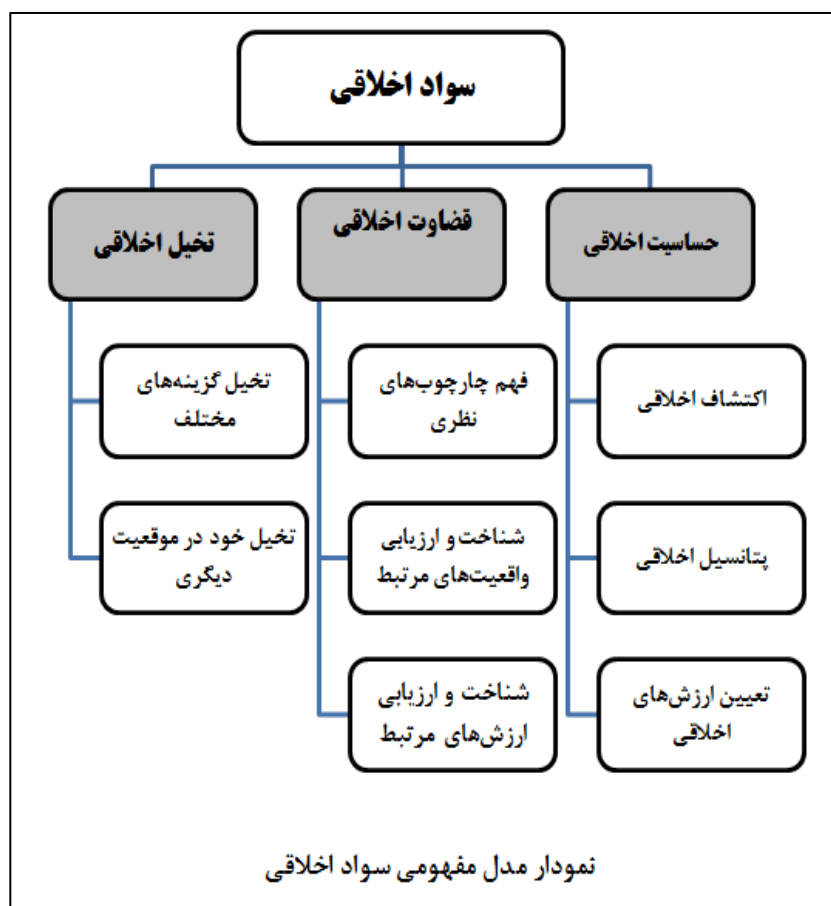 سواد اخلاقی
حساسیت اخلاقی
اکتشاف اخلاقی
پتانسیل اخلاقی
تعیین ارزش‌های
اخلاقی
قضاوت اخلاقی
فهم چارچوب‌های
نظری
شناخت و ارزیابی
واقعیت‌های مرتبط
شناخت و ارزیابی
ارزش‌های مرتبط
تخیل اخلاقی
تخیل گزینه‌های
مختلف
تخیل خود در موقعیت
دیگری
نمودار مدل مفهومی سواد اخلاقی